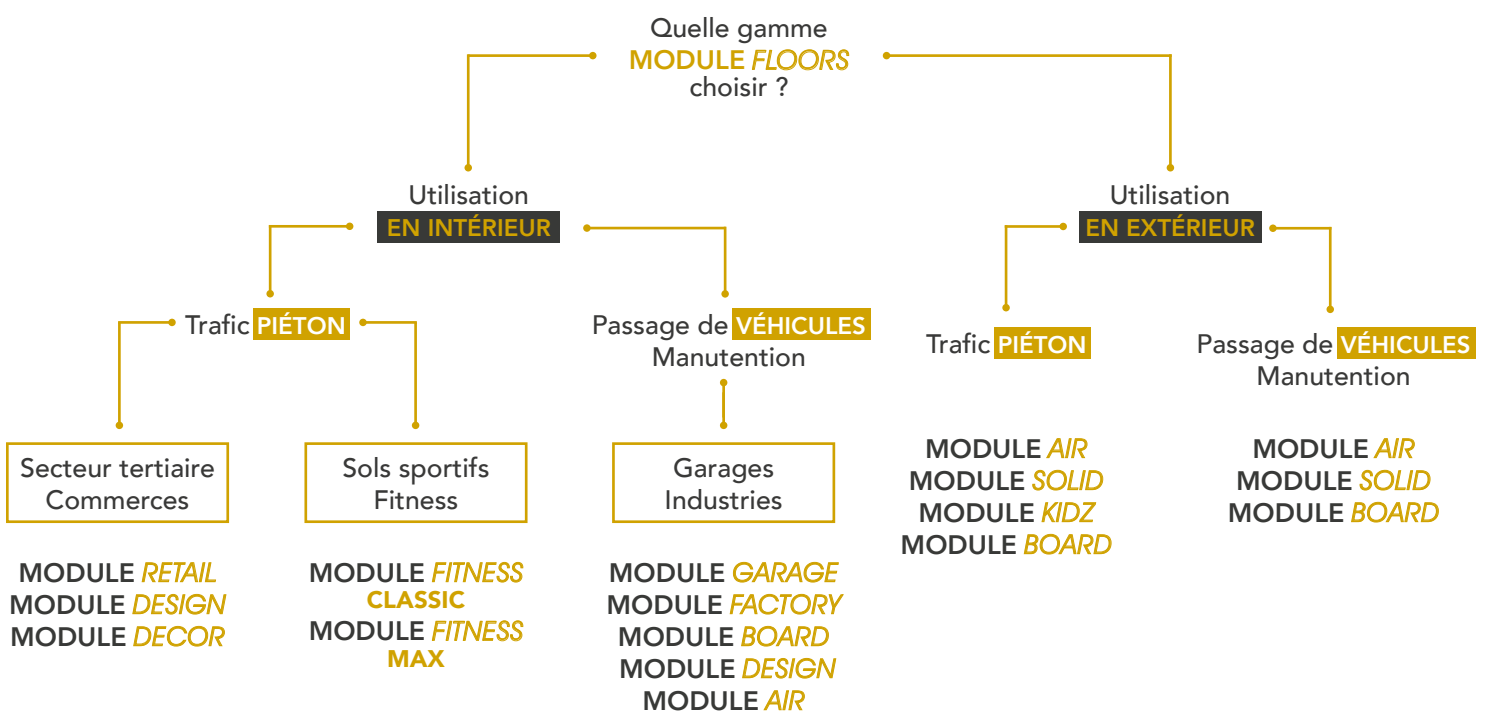 Quelle gamme
MODULE FLOORS
choisir ?
Utilisation
EN INTÉRIEUR
Utilisation
EN EXTÉRIEUR
Trafic PIÉTON
Passage de VÉHICULES
Manutention
Trafic PIÉTON
Passage de VÉHICULES
Manutention
Secteur tertiaire
Commerces
Sols sportifs
Fitness
Garages
Industries
MODULE RETAIL
MODULE DESIGN
MODULE DECOR
MODULE FITNESS
CLASSIC
MODULE FITNESS
MAX
MODULE GARAGE
MODULE FACTORY
MODULE BOARD
MODULE DESIGN
MODULE AIR
MODULE AIR
MODULE SOLID
MODULE KIDZ
MODULE BOARD
MODULE AIR
MODULE SOLID
MODULE BOARD